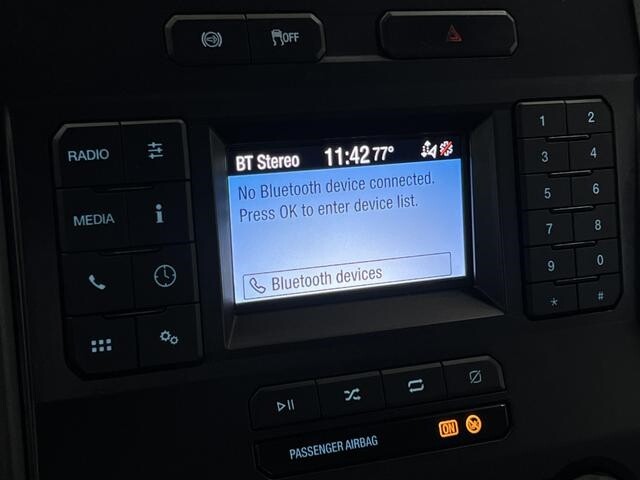 OFF
RADIO
MEDIA
BT Stereo 11:42 77°
No Bluetooth device connected.
Press OK to enter device list.
Bluetooth devices
1 2
3 4
5 6
7 8
9 0
* #
PASSENGER AIRBAG ON